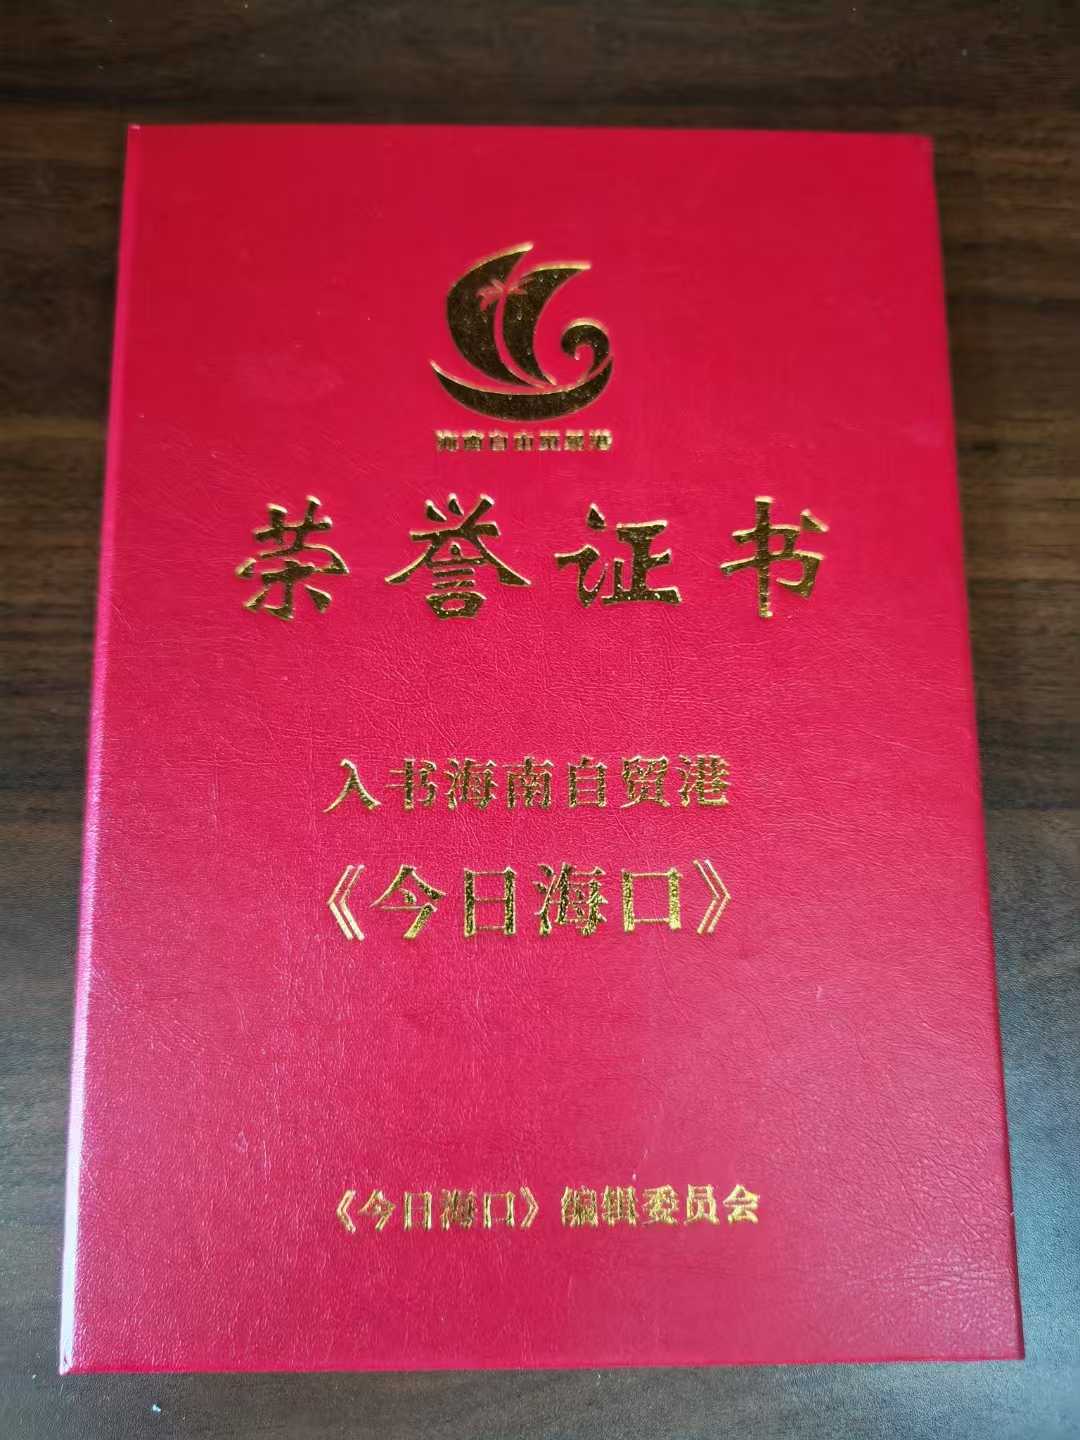 海南自由贸易港
荣誉证书
入书海南自贸港
《今日海口》
《今日海口》编辑委员会